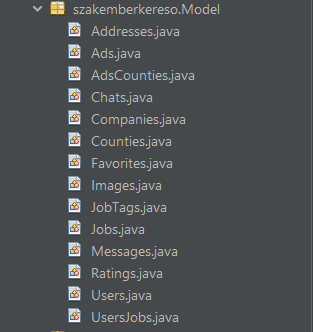 szakemberkereso.Model
Addresses.java
Ads.java
AdsCounties.java
Chats.java
Companies.java
Counties.java
Favorites.java
Images.java
JobTags.java
Jobs.java
Messages.java
Ratings.java
Users.java
UsersJobs.java